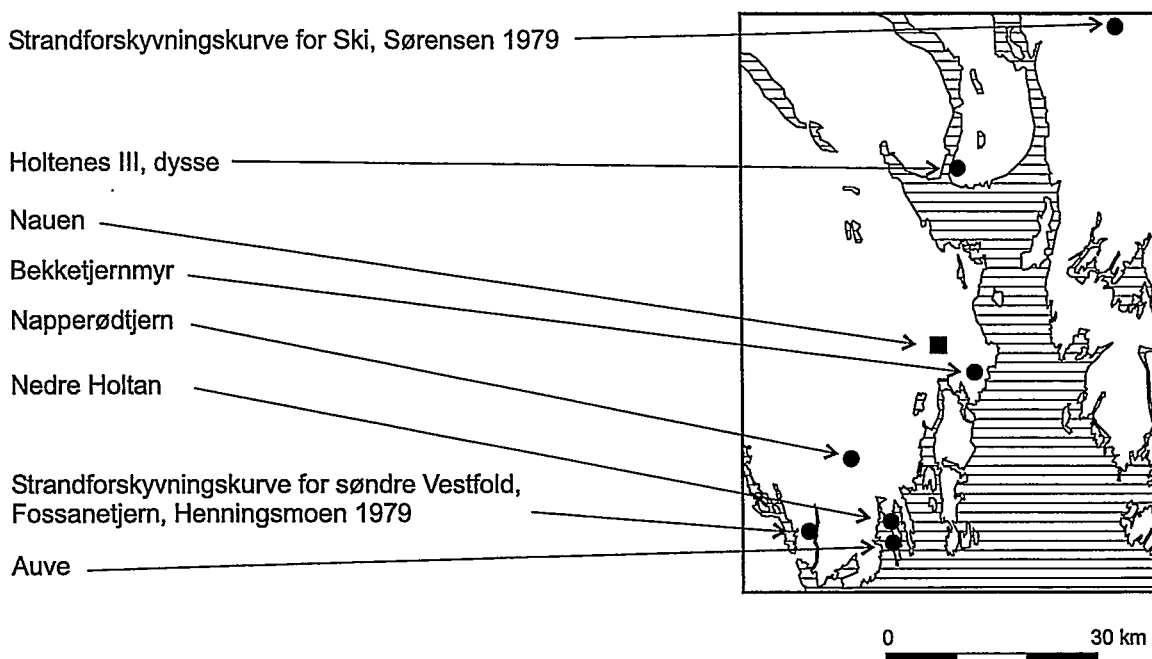 Strandforskyvningskurve for Ski, Sørensen 1979
Holtenes III, dysse
Nauen
Bekketjernmyr
Napperødtjern
Nedre Holtan
Strandforskyvningskurve for søndre Vestfold,
Fossanetjern, Henningsmoen 1979
Auve
0 30 km